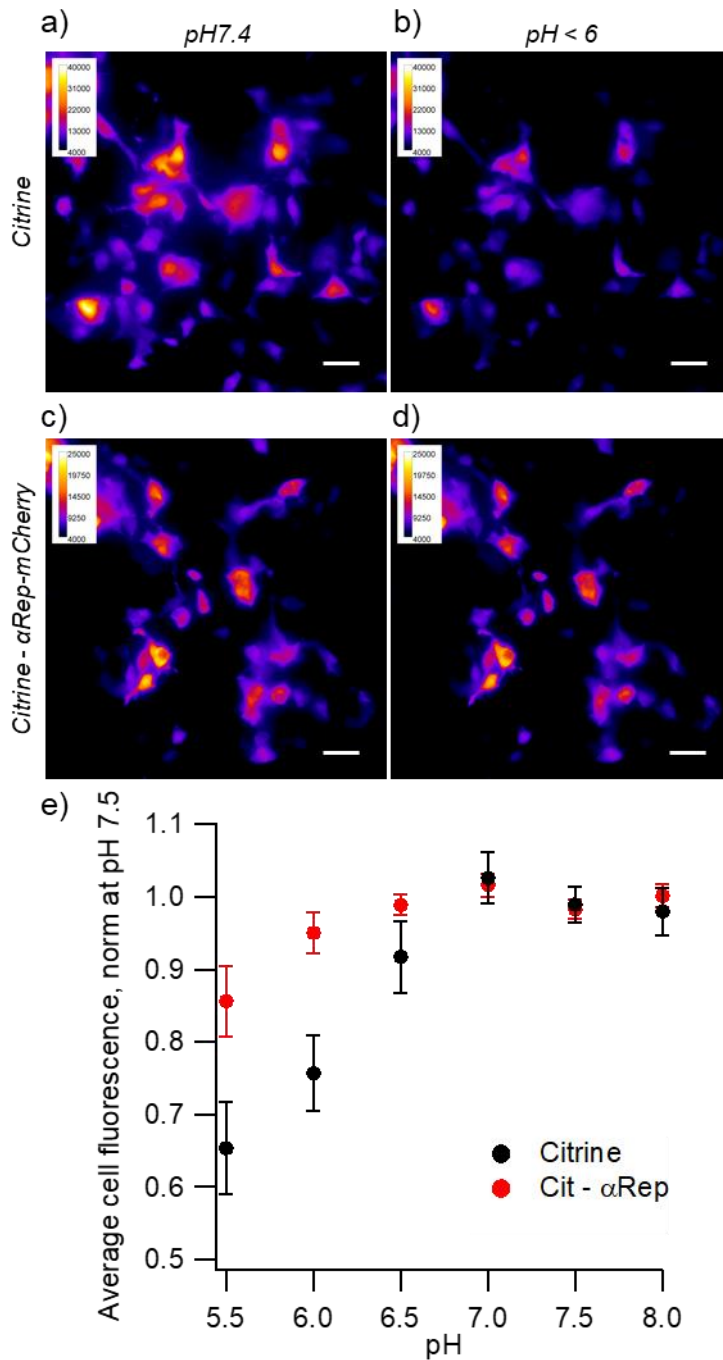 a)
pH7.4
b)
pH < 6
Citrine
40000
31000
22000
13000
4000
40000
31000
22000
13000
4000
c)
d)
Citrine - αRep-mCherry
25000
19750
14500
9250
4000
25000
19750
14500
9250
4000
e)
Average cell fluorescence, norm at pH 7.5
1.1
1.0
0.9
0.8
0.7
0.6
0.5
Citrine
Cit - αRep
5.5 6.0 6.5 7.0 7.5 8.0
pH